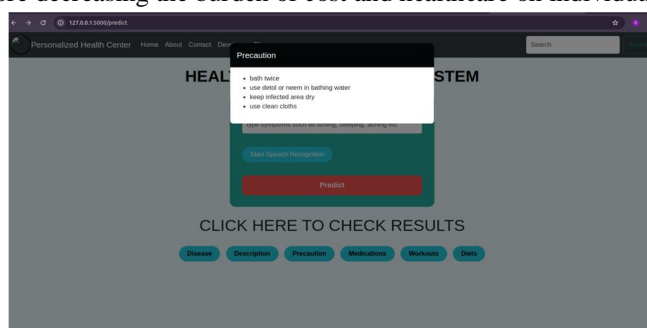 re decreasing the burden of cost and healthcare on individua
127.0.0.1:5000/predict
Personalized Health Center Home About Contact
Search
Precaution
bath twice
use detol or neem in bathing water
keep infected area dry
use clean cloths
Start Speech Recognition
Predict
CLICK HERE TO CHECK RESULTS
Disease Description Precaution Medications Workouts Diets